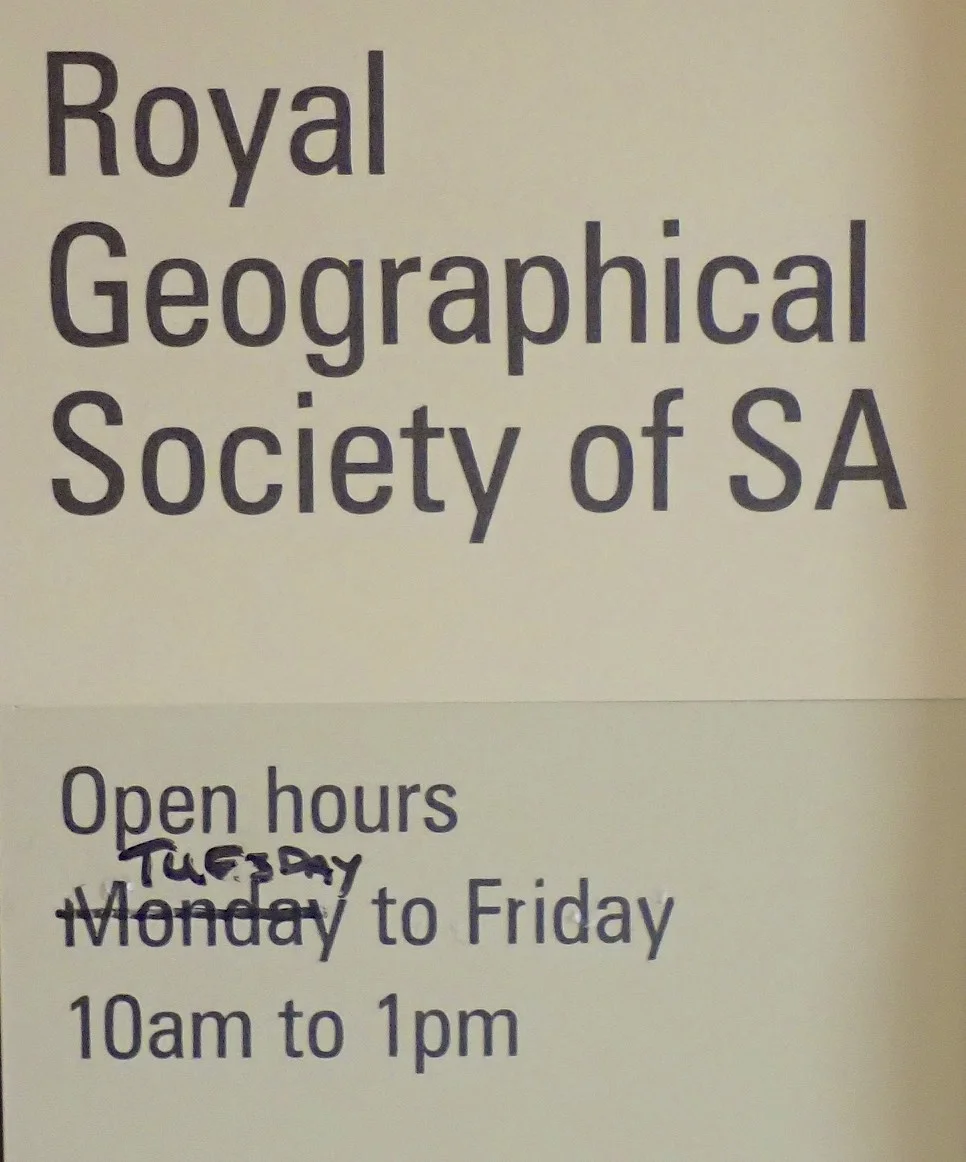 Royal
Geographical
Society of SA
Open hours
TUESDAY
Monday to Friday
10am to 1pm